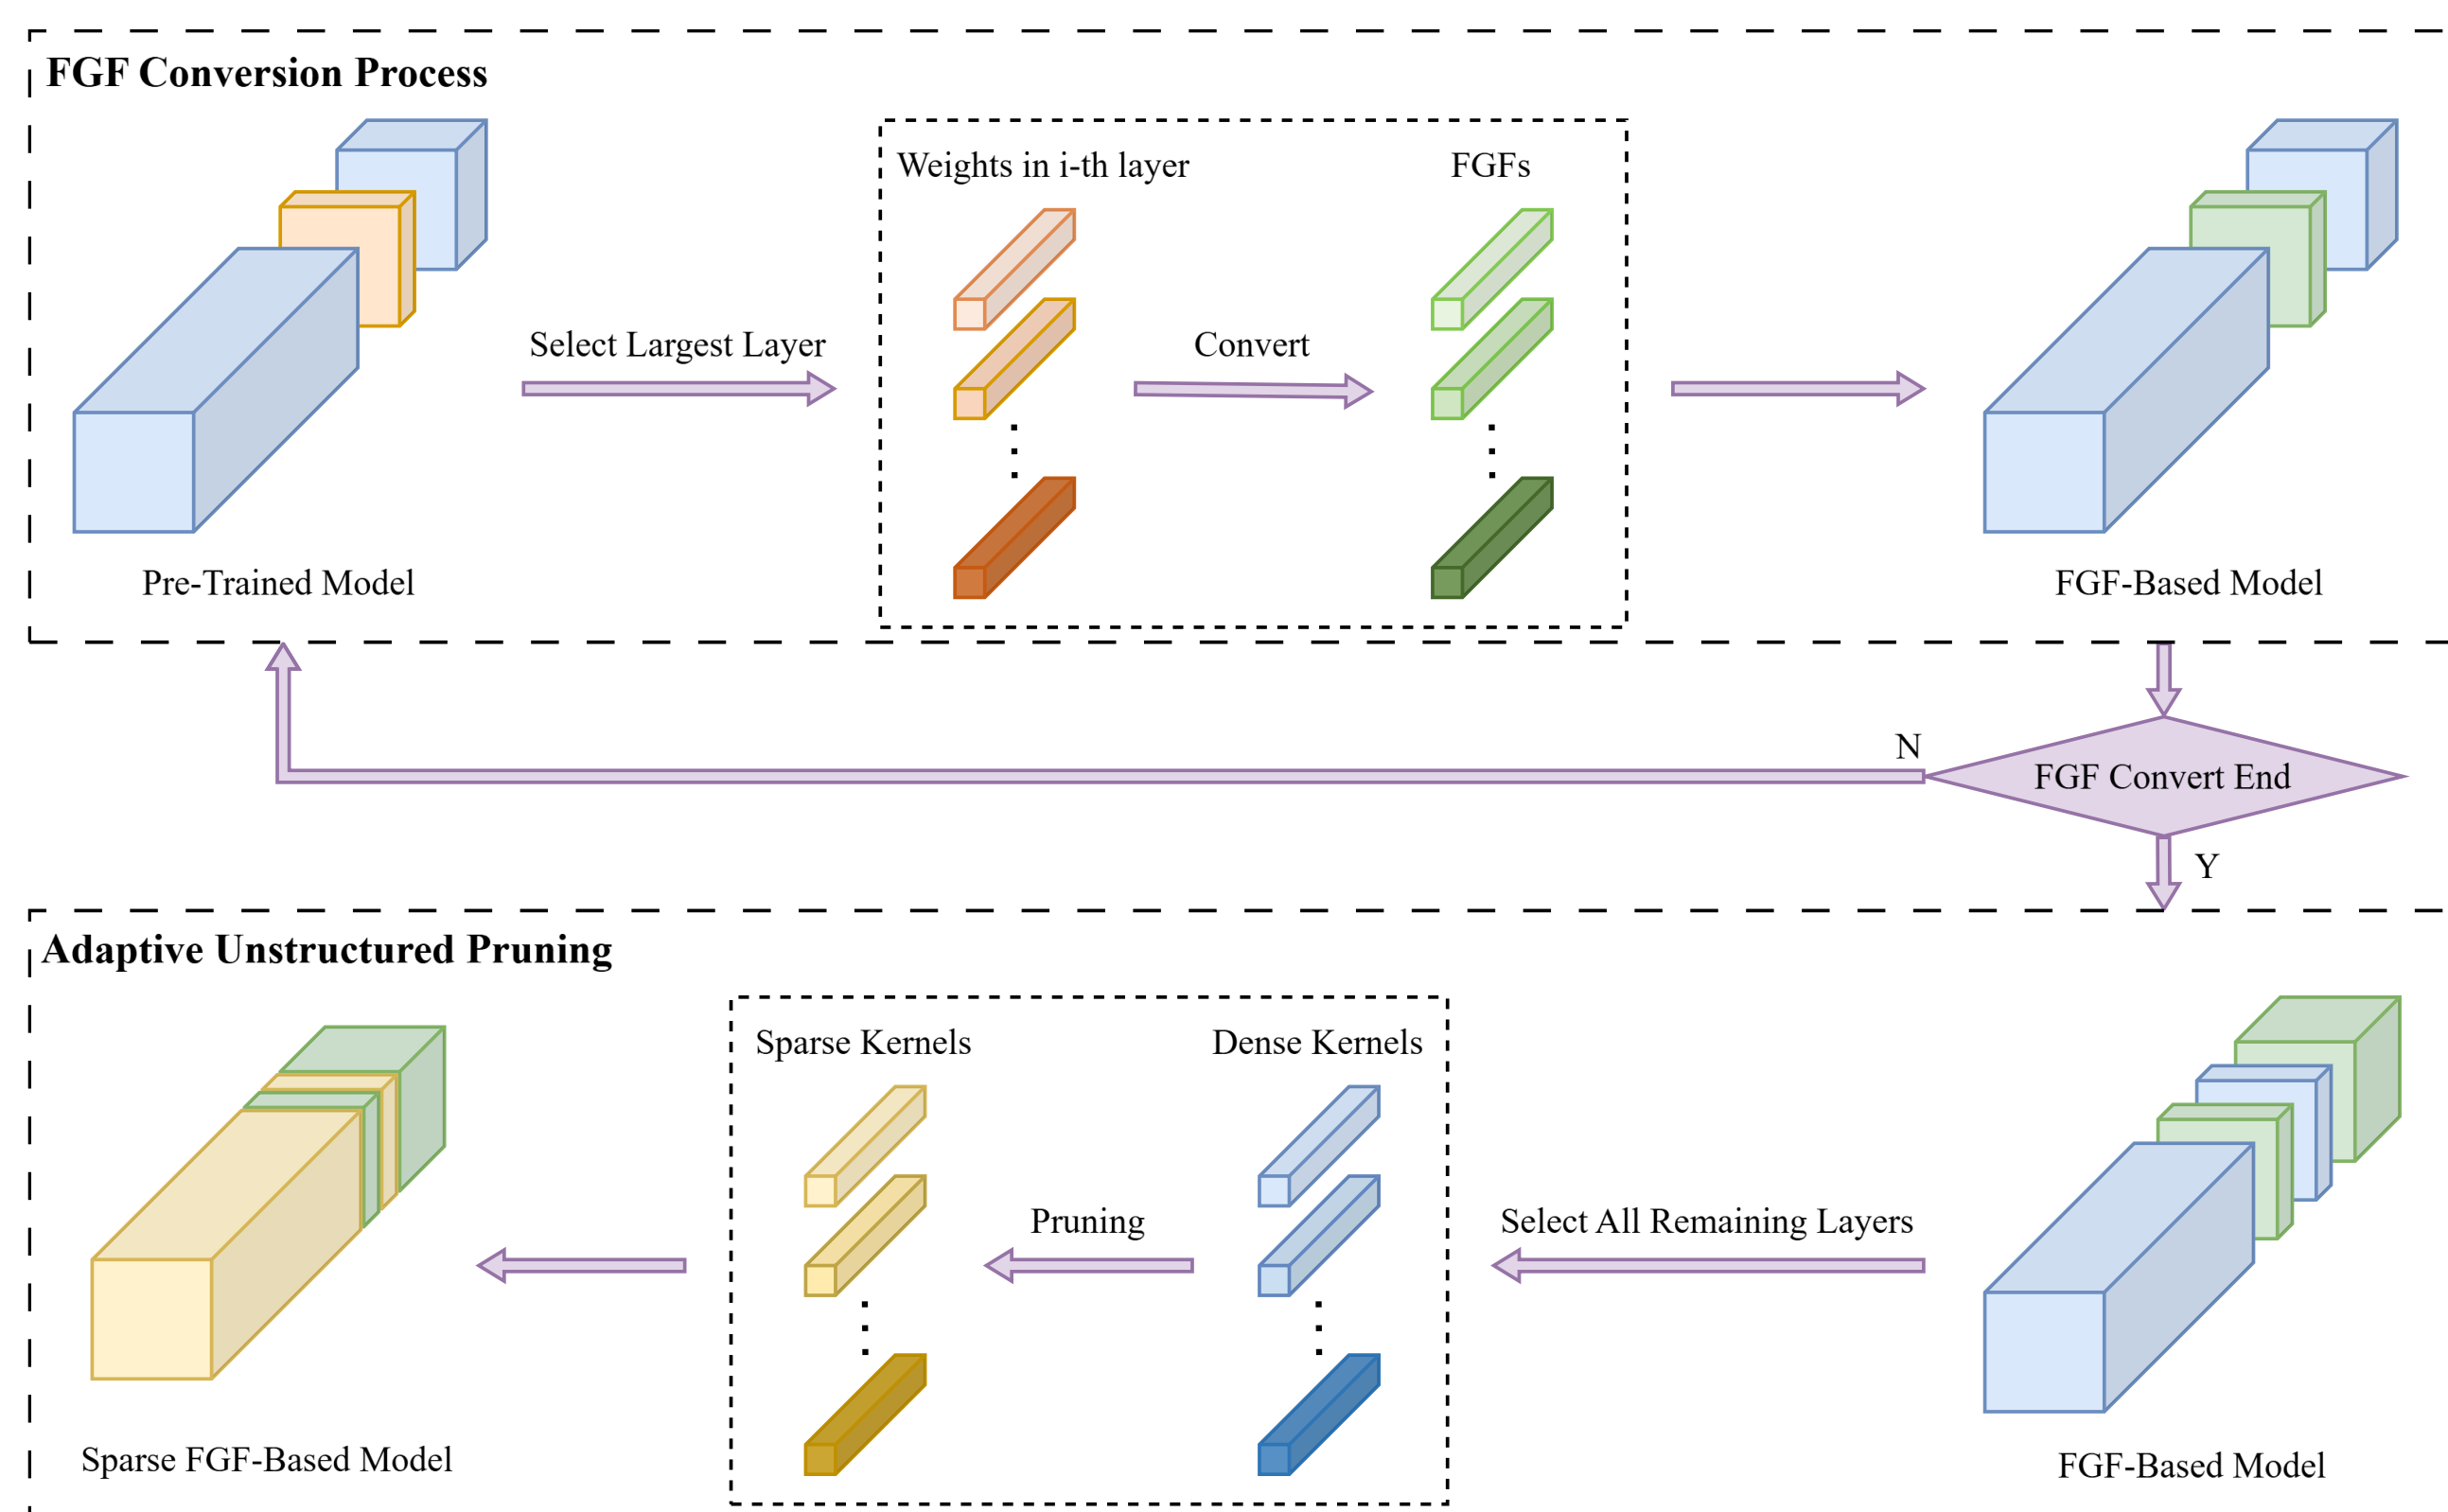 FGF Conversion Process
Weights in i-th layer
FGFs
Select Largest Layer
Convert
Pre-Trained Model
FGF-Based Model
N
FGF Convert End
Y
Adaptive Unstructured Pruning
Sparse Kernels
Dense Kernels
Pruning
Select All Remaining Layers
Sparse FGF-Based Model
FGF-Based Model